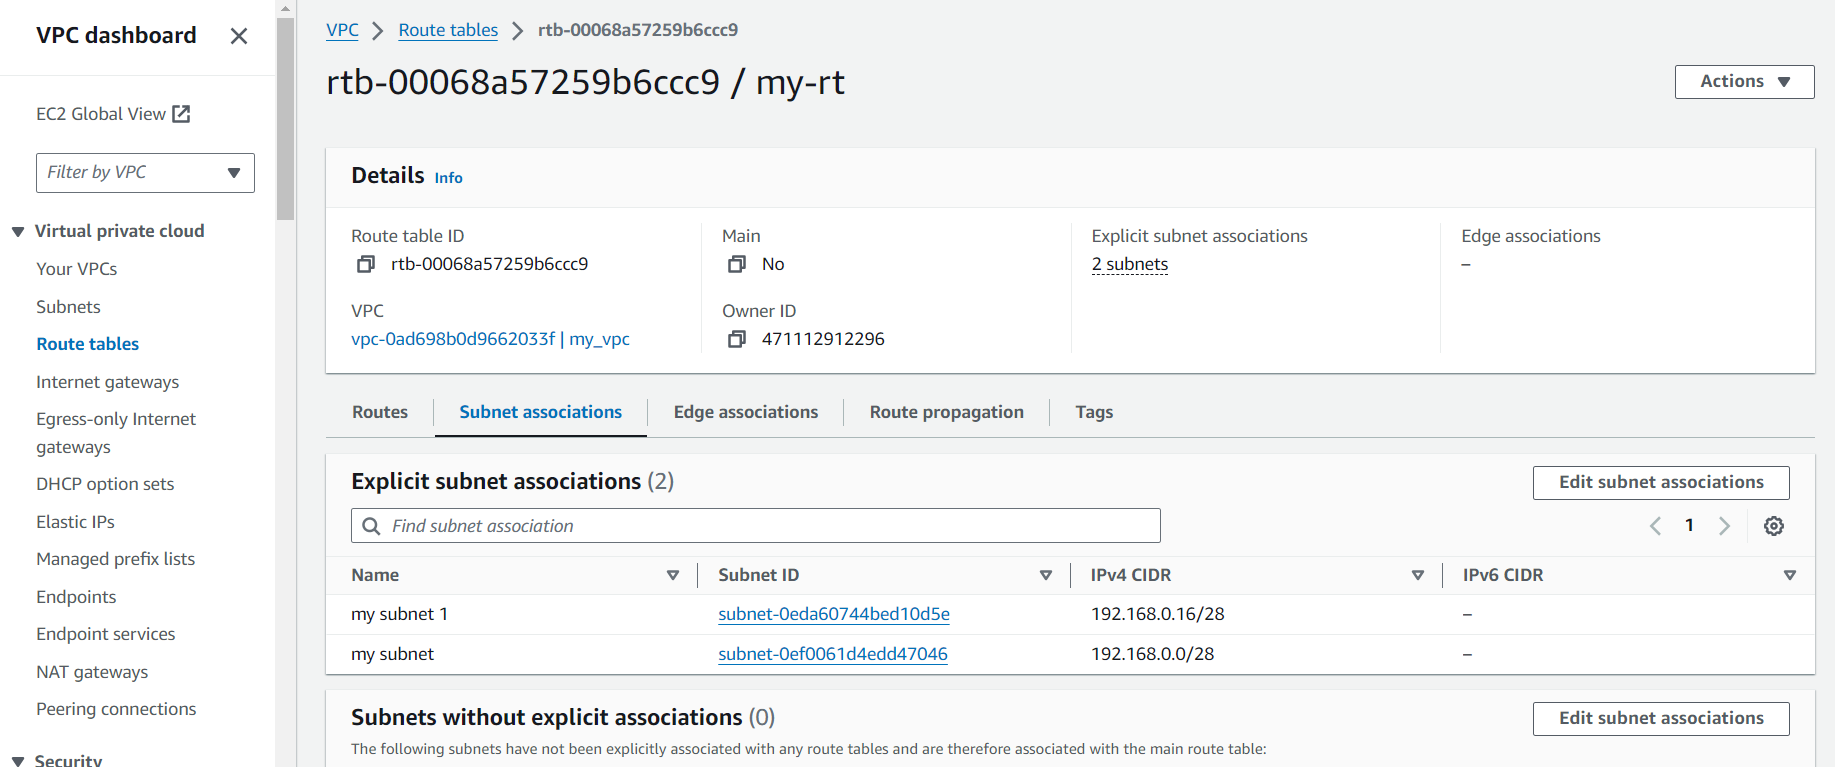 VPC dashboard
EC2 Global View
Filter by VPC
Virtual private cloud
Your VPCs
Subnets
Route tables
Internet gateways
Egress-only Internet
gateways
DHCP option sets
Elastic IPs
Managed prefix lists
Endpoints
Endpoint services
NAT gateways
Peering connections
Security
VPC > Route tables > rtb-00068a57259b6ccc9
rtb-00068a57259b6ccc9 / my-rt
Actions
Details Info
Route table ID
rtb-00068a57259b6ccc9
VPC
vpc-0ad698b0d9662033f | my_vpc
Main
No
Owner ID
471112912296
Explicit subnet associations
2 subnets
Edge associations
–
Routes Subnet associations Edge associations Route propagation Tags
Explicit subnet associations (2)
Edit subnet associations
Find subnet association
1
Name Subnet ID IPv4 CIDR IPv6 CIDR
my subnet 1 subnet-0eda60744bed10d5e 192.168.0.16/28 –
my subnet subnet-0ef0061d4edd47046 192.168.0.0/28 –
Subnets without explicit associations (0)
Edit subnet associations
The following subnets have not been explicitly associated with any route tables and are therefore associated with the main route table: